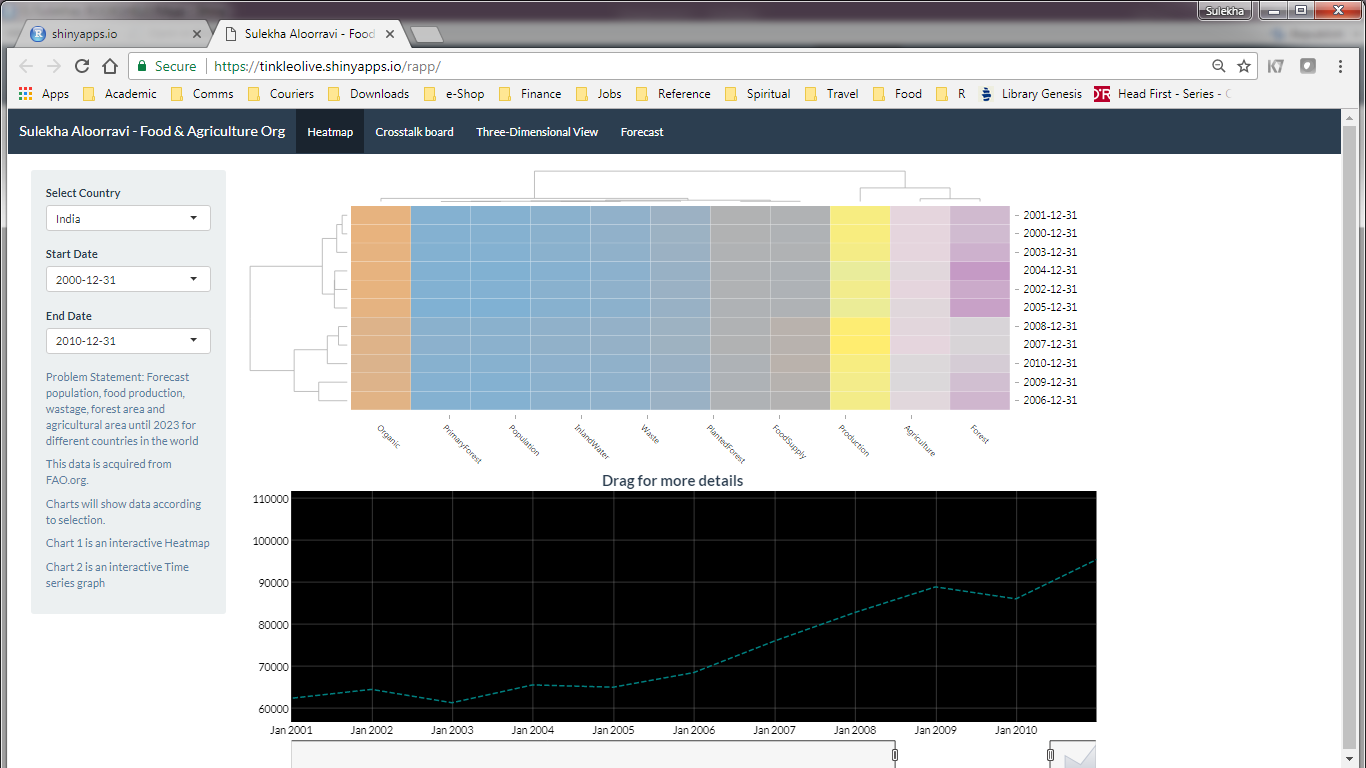 Sulekha
shinyapps.io
Sulekha Aloorravi - Food
Secure
https://tinkleolive.shinyapps.io/rapp/
K7
Apps Academic Comms Couriers Downloads e-Shop Finance Jobs Reference Spiritual Travel Food R Library Genesis D'R Head First - Series -
Sulekha Aloorravi - Food & Agriculture Org Heatmap Crosstalk board Three-Dimensional View Forecast
Select Country
India
Start Date
2000-12-31
End Date
2010-12-31
Problem Statement: Forecast
population, food production,
wastage, forest area and
agricultural area until 2023 for
different countries in the world
This data is acquired from
FAO.org.
Charts will show data according
to selection.
Chart 1 is an interactive Heatmap
Chart 2 is an interactive Time
series graph
2001-12-31
2000-12-31
2003-12-31
2004-12-31
2002-12-31
2005-12-31
2008-12-31
2007-12-31
2010-12-31
2009-12-31
2006-12-31
Organic PrimaryForest Population InlandWater Waste PlantedForest FoodSupply Production Agriculture Forest
Drag for more details
110000
100000
90000
80000
70000
60000
Jan 2001 Jan 2002 Jan 2003 Jan 2004 Jan 2005 Jan 2006 Jan 2007 Jan 2008 Jan 2009 Jan 2010